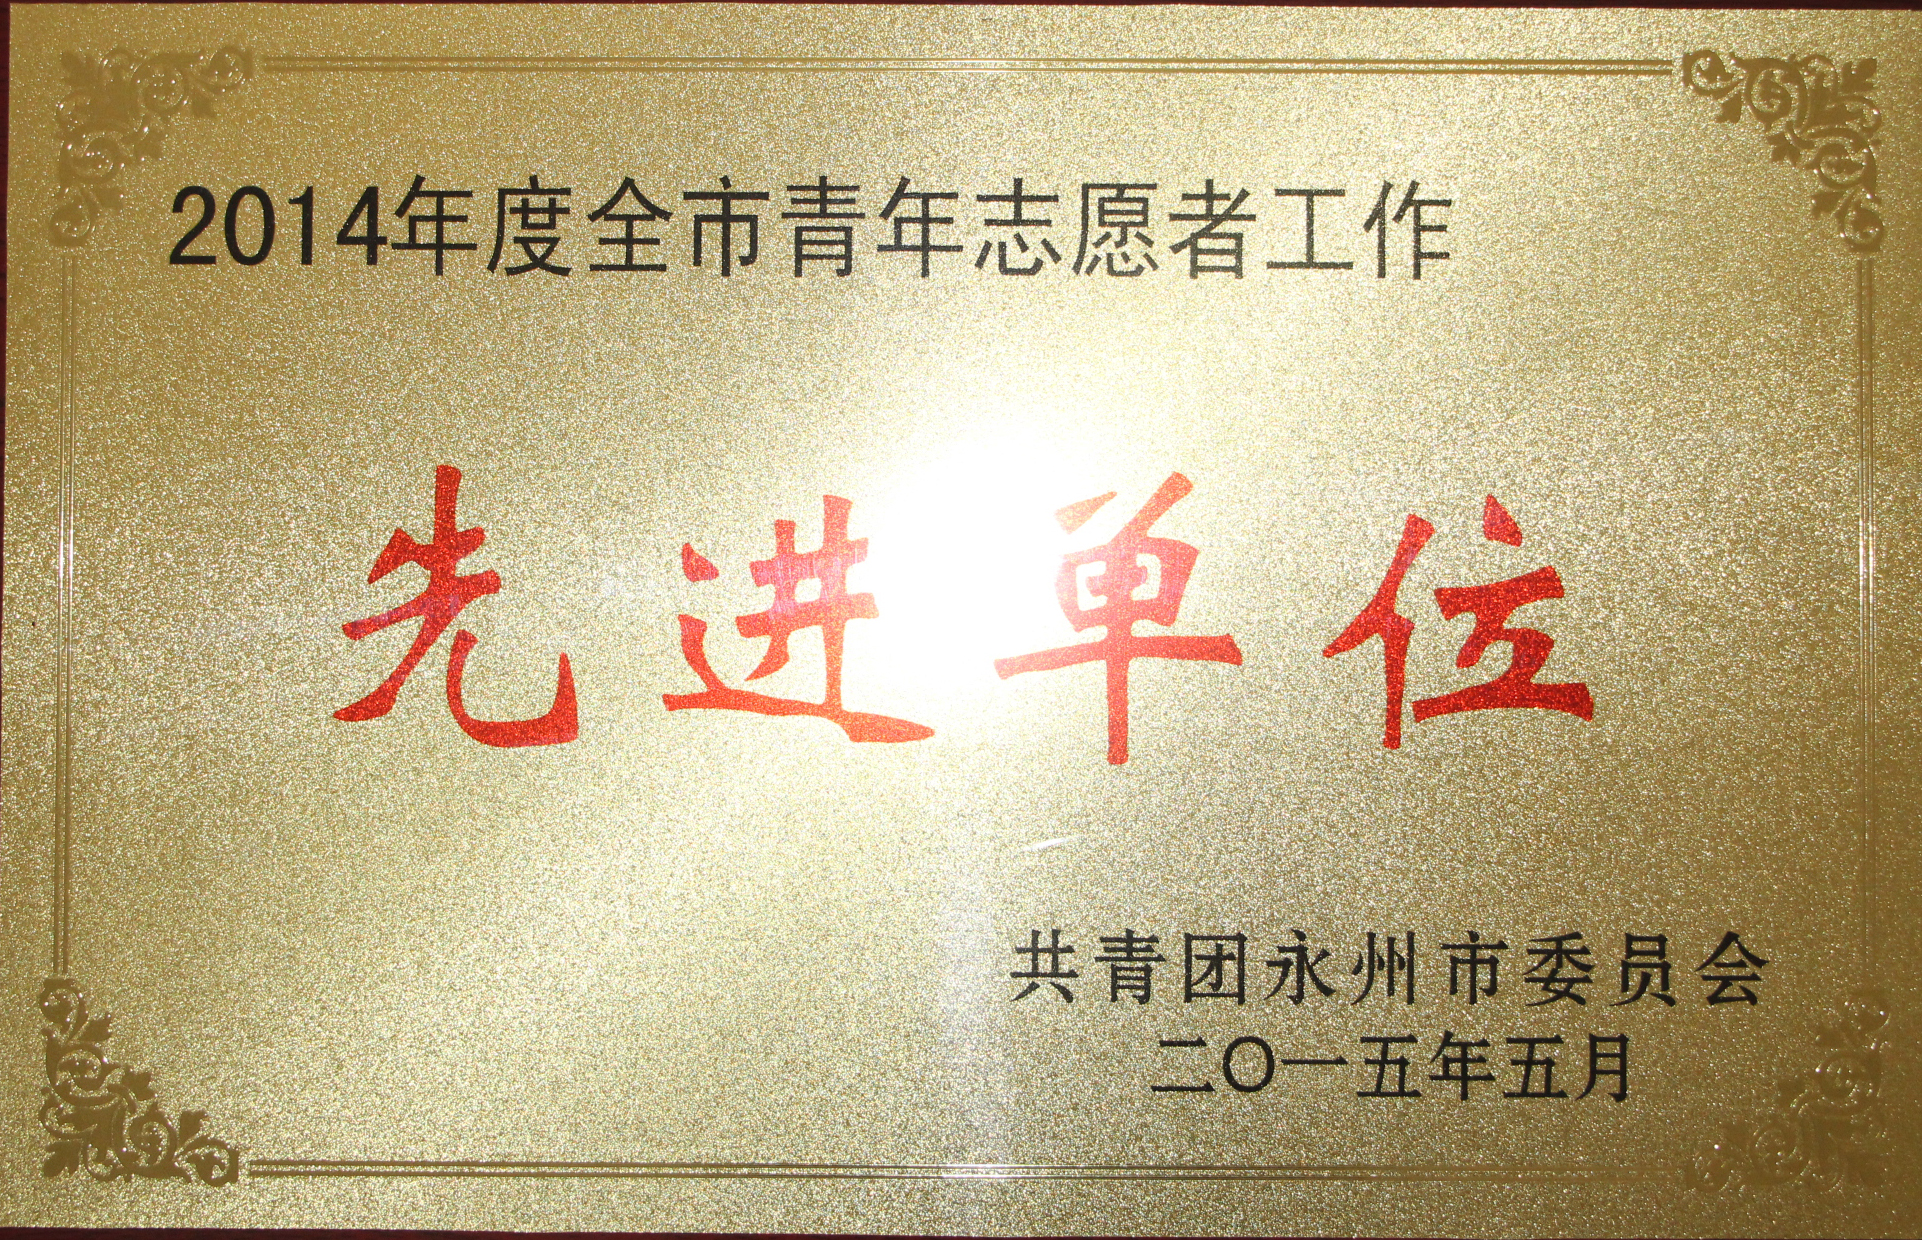 2014年度全市青年志愿者工作
先进单位
共青团永州市委员会
二〇一五年五月